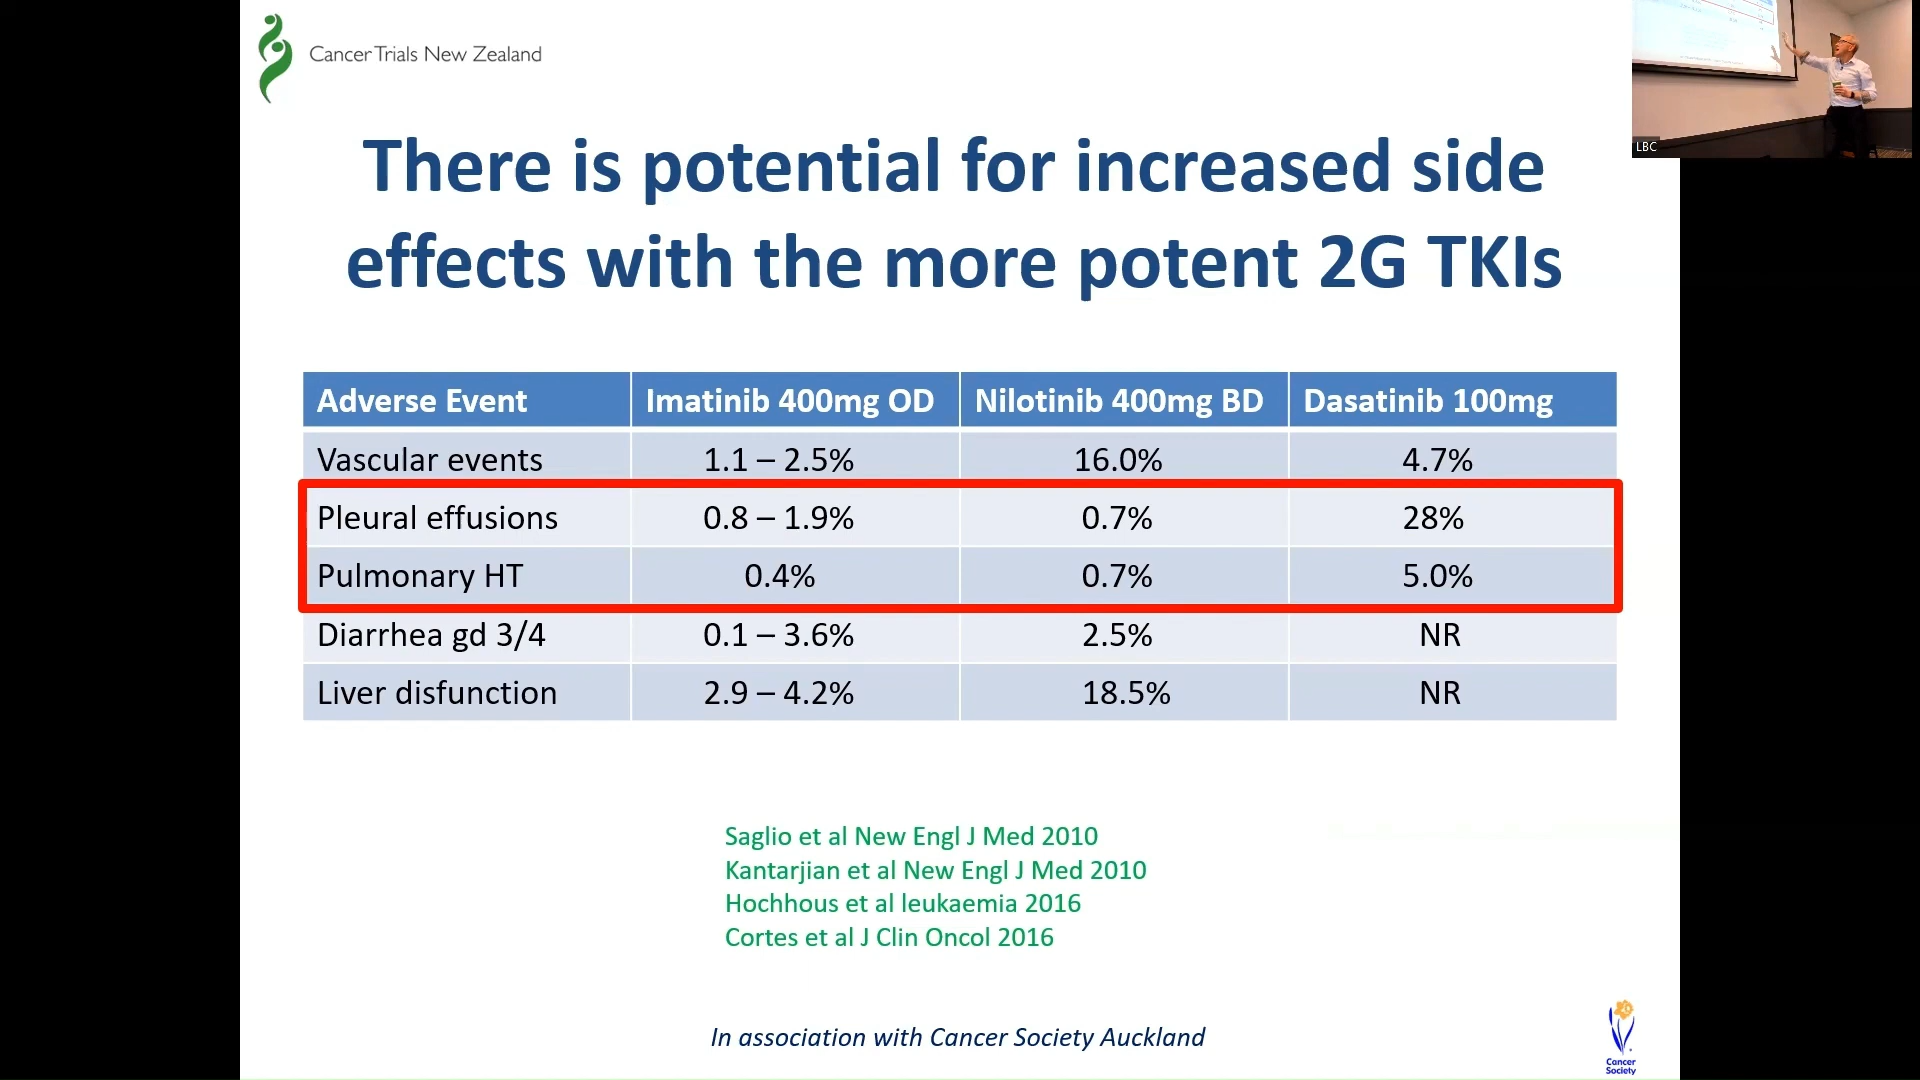 Cancer Trials New Zealand
LBC
There is potential for increased side
effects with the more potent 2G TKIs
Adverse Event Imatinib 400mg OD Nilotinib 400mg BD Dasatinib 100mg
Vascular events 1.1 – 2.5% 16.0% 4.7%
Pleural effusions 0.8 – 1.9% 0.7% 28%
Pulmonary HT 0.4% 0.7% 5.0%
Diarrhea gd 3/4 0.1 – 3.6% 2.5% NR
Liver disfunction 2.9 – 4.2% 18.5% NR
Saglio et al New Engl J Med 2010
Kantarjian et al New Engl J Med 2010
Hochhous et al leukaemia 2016
Cortes et al J Clin Oncol 2016
In association with Cancer Society Auckland
Cancer
Society